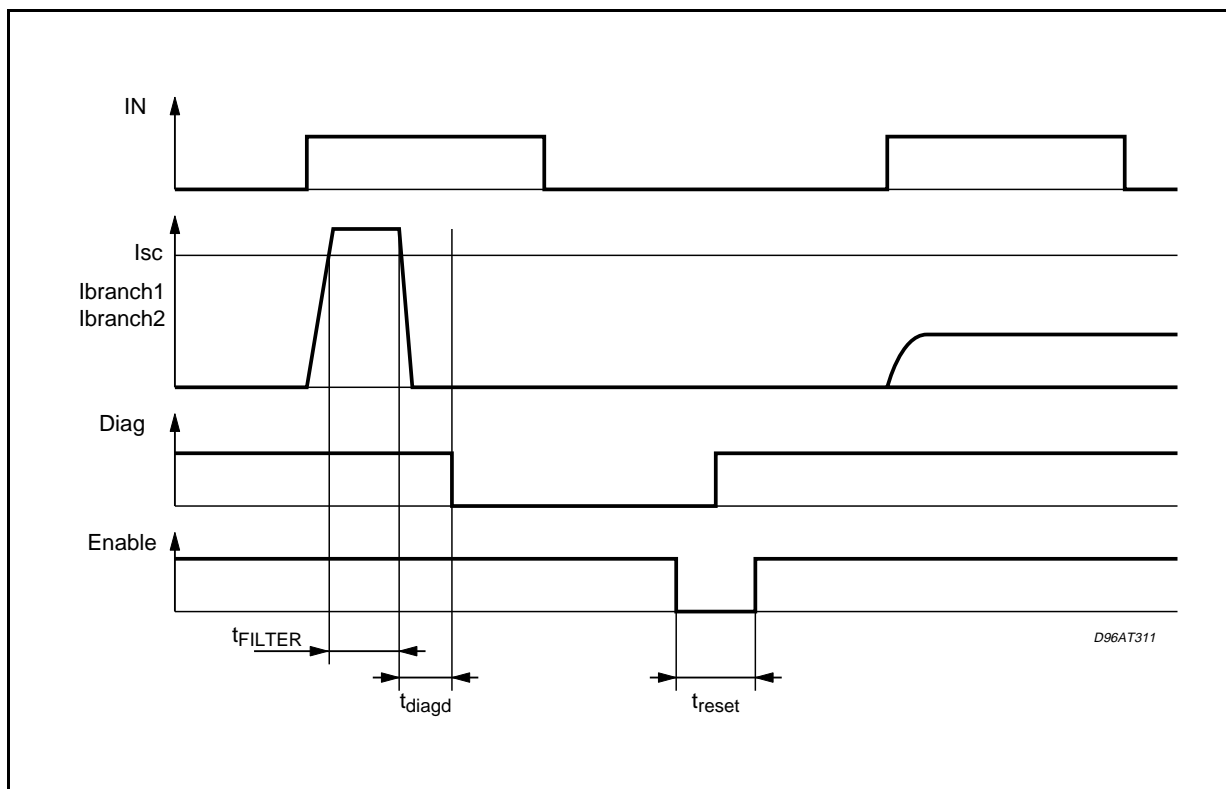 IN
Isc
Ibranch1
Ibranch2
Diag
Enable
tFILTER
D96AT311
tdiagd
treset